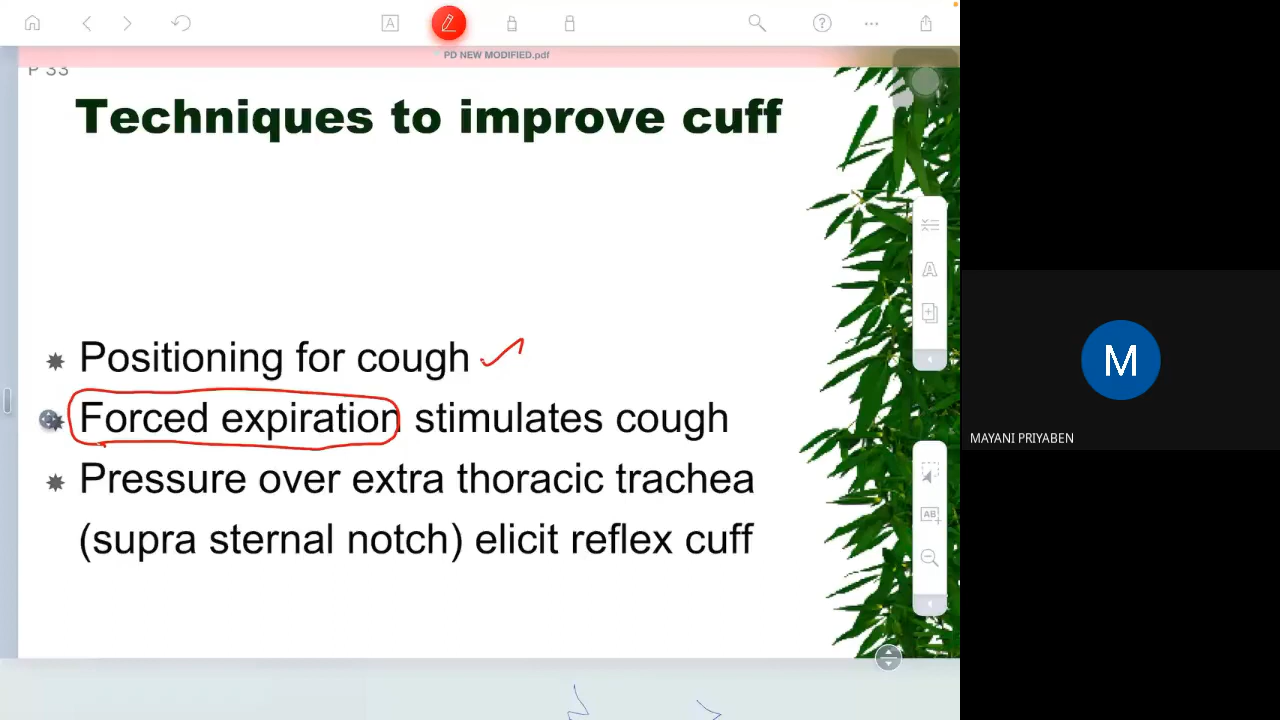 A
PD NEW MODIFIED.pdf
P 33
Techniques to improve cuff
Positioning for cough
Forced expiration stimulates cough
Pressure over extra thoracic trachea
(supra sternal notch) elicit reflex cuff
A
AB
M
MAYANI PRIYABEN